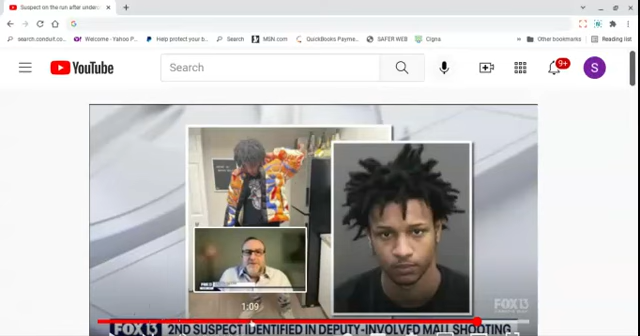 Suspect on the run after under
search.conduit.co...
Welcome - Yahoo P...
Help protect your b...
Search
MSN.com
QuickBooks Payme...
SAFER WEB
Cigna
»
Other bookmarks
Reading list
YouTube
Search
9+
S
1:09
FOX 13
FOX 13
2ND SUSPECT IDENTIFIED IN DEPUTY-INVOLVED MALL SHOOTING